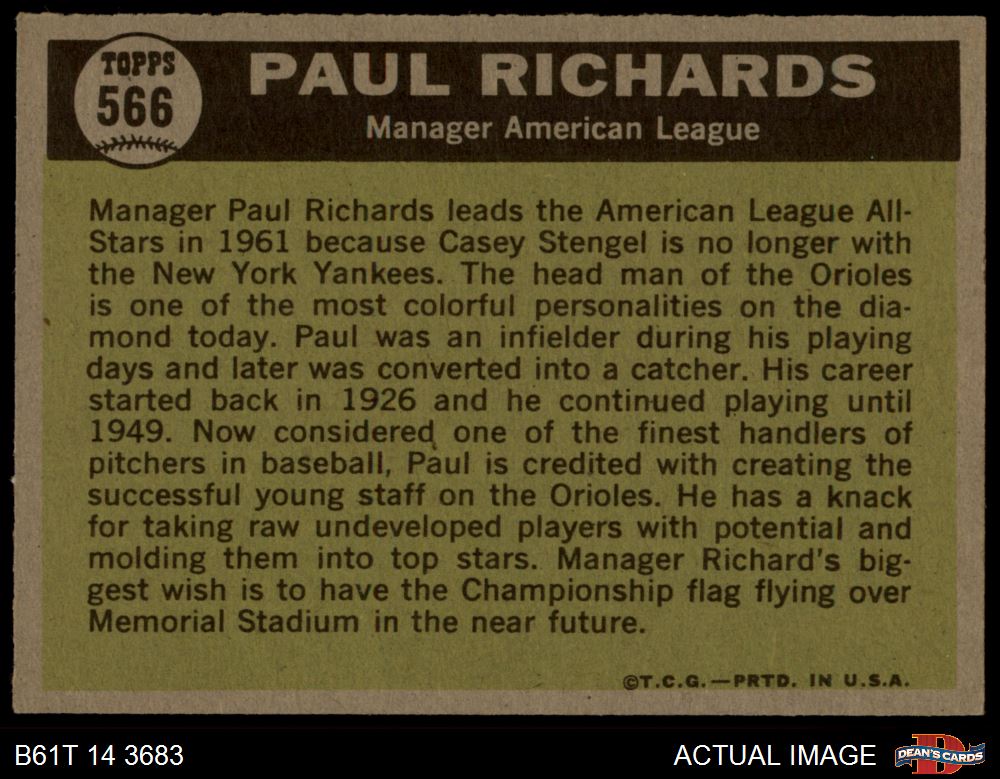 TOPPS
566
PAUL RICHARDS
Manager American League
Manager Paul Richards leads the American League All-
Stars in 1961 because Casey Stengel is no longer with
the New York Yankees. The head man of the Orioles
is one of the most colorful personalities on the dia-
mond today. Paul was an infielder during his playing
days and later was converted into a catcher. His career
started back in 1926 and he continued playing until
1949. Now considered one of the finest handlers of
pitchers in baseball, Paul is credited with creating the
successful young staff on the Orioles. He has a knack
for taking raw undeveloped players with potential and
molding them into top stars. Manager Richard's big-
gest wish is to have the Championship flag flying over
Memorial Stadium in the near future.
©T.C.G.—PRTD. IN U.S.A.
B61T 14 3683
ACTUAL IMAGE
D
DEAN'S CARDS